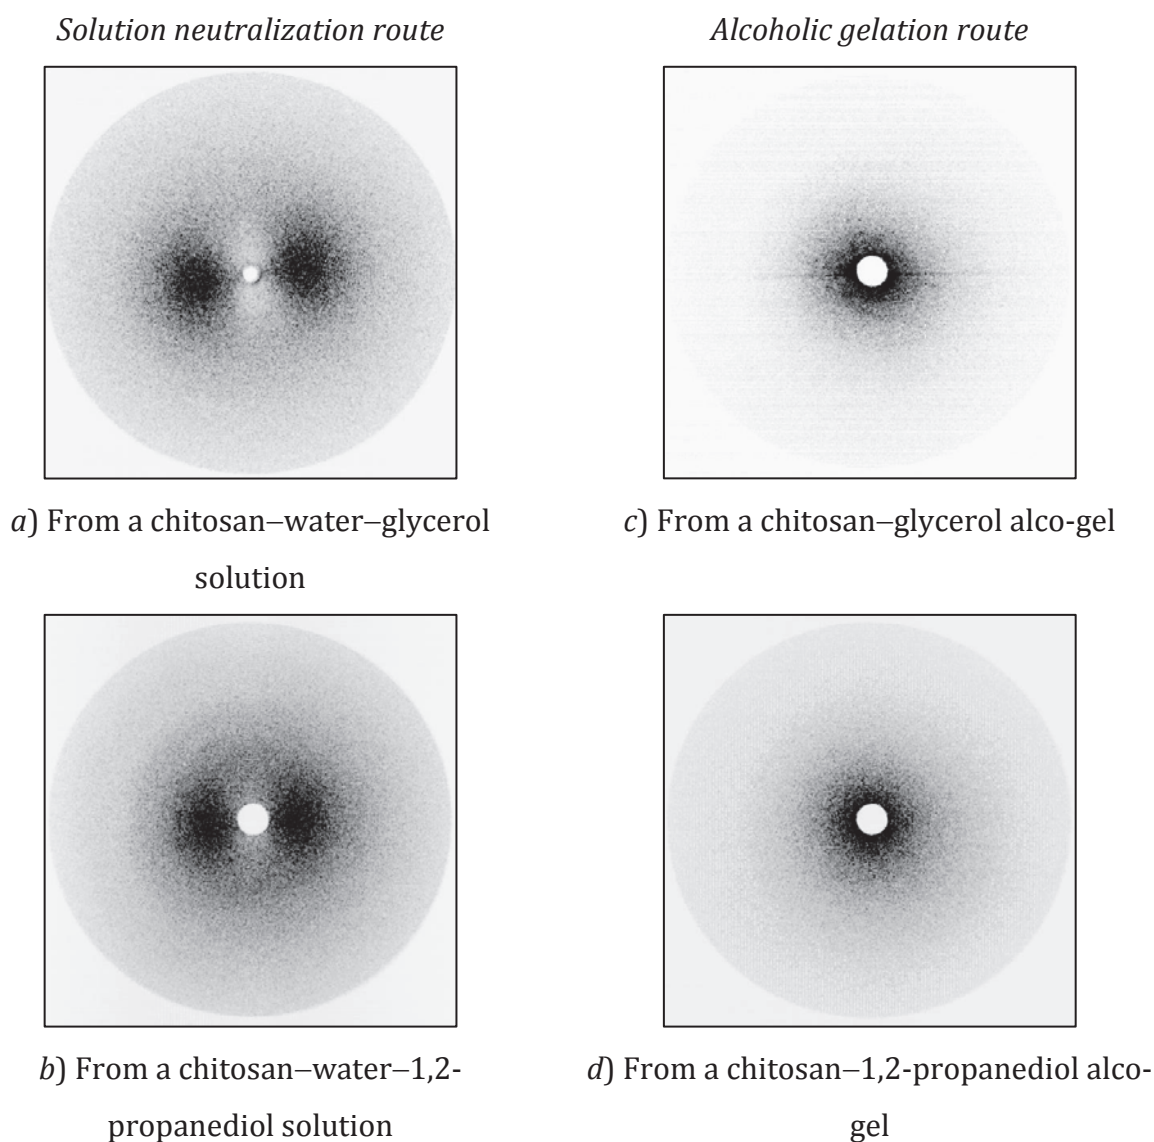 Solution neutralization route
Alcoholic gelation route
a) From a chitosan–water–glycerol
solution
c) From a chitosan–glycerol alco-gel
b) From a chitosan–water–1,2-
propanediol solution
d) From a chitosan–1,2-propanediol alco-
gel